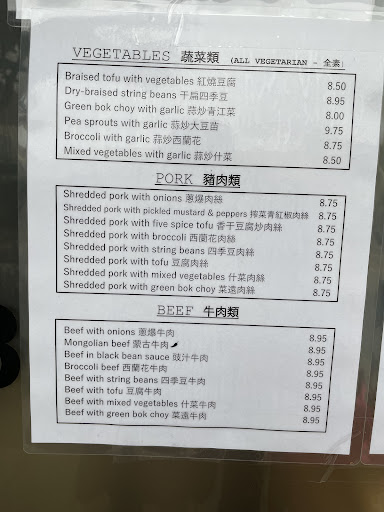 VEGETABLES 蔬菜類 (ALL VEGETARIAN - 全素)
Braised tofu with vegetables 紅燒豆腐 8.50
Dry-braised string beans 干扁四季豆 8.95
Green bok choy with garlic 蒜炒青江菜 8.00
Pea sprouts with garlic 蒜炒大豆苗 9.75
Broccoli with garlic 蒜炒西蘭花 8.75
Mixed vegetables with garlic 蒜炒什菜 8.50
PORK 豬肉類
Shredded pork with onions 蔥爆肉絲 8.75
Shredded pork with pickled mustard & peppers 搾菜青紅椒肉絲 8.75
Shredded pork with five spice tofu 香干豆腐炒肉絲 8.75
Shredded pork with broccoli 西蘭花肉絲 8.75
Shredded pork with string beans 四季豆肉絲 8.75
Shredded pork with tofu 豆腐肉絲 8.75
Shredded pork with mixed vegetables 什菜肉絲 8.75
Shredded pork with green bok choy 菜遠肉絲 8.75
BEEF 牛肉類
Beef with onions 蔥爆牛肉 8.95
Mongolian beef 蒙古牛肉 8.95
Beef in black bean sauce 豉汁牛肉 8.95
Broccoli beef 西蘭花牛肉 8.95
Beef with string beans 四季豆牛肉 8.95
Beef with tofu 豆腐牛肉 8.95
Beef with mixed vegetables 什菜牛肉 8.95
Beef with green bok choy 菜遠牛肉 8.95